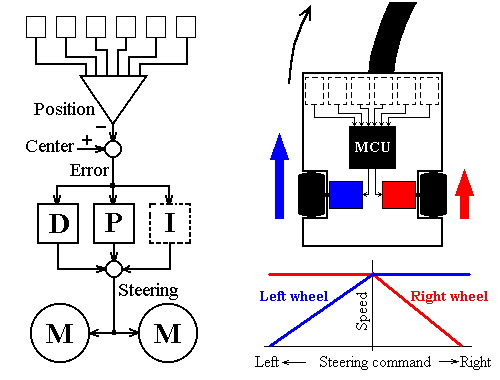 Position
−
Center
+
Error
D
P
I
Steering
M
M
MCU
Left wheel
Right wheel
Speed
Left
Steering command
Right